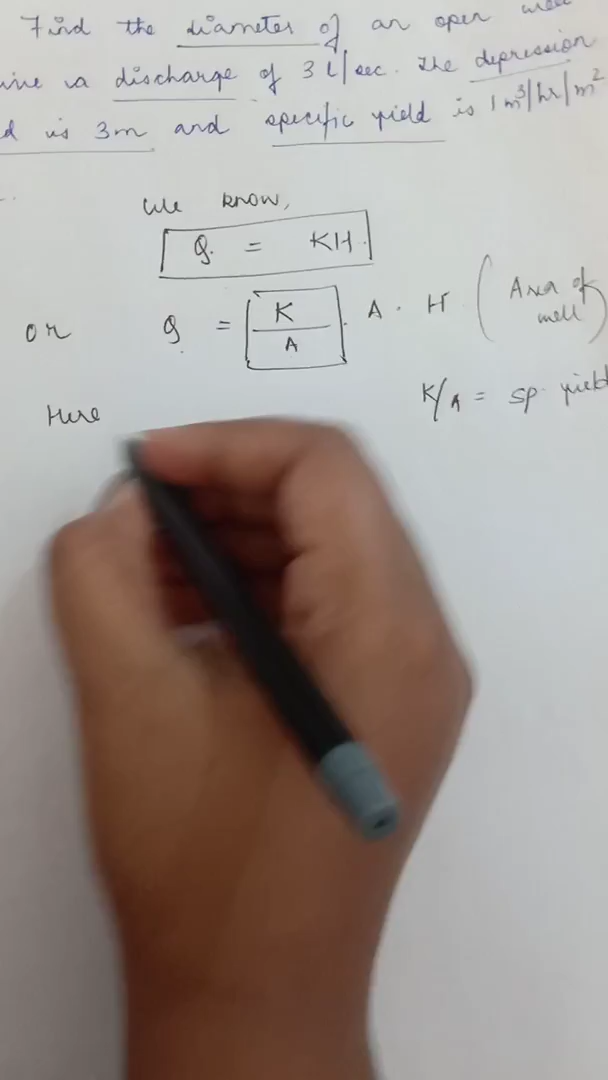 Find the diameter of an open well
a discharge of 3 l/sec. The depression
is 3m and specific yield is 1 m³/hr/m²
We know,
Q = KH.
or Q = K/A . A . H (Area of well)
K/A = sp. yield
Here